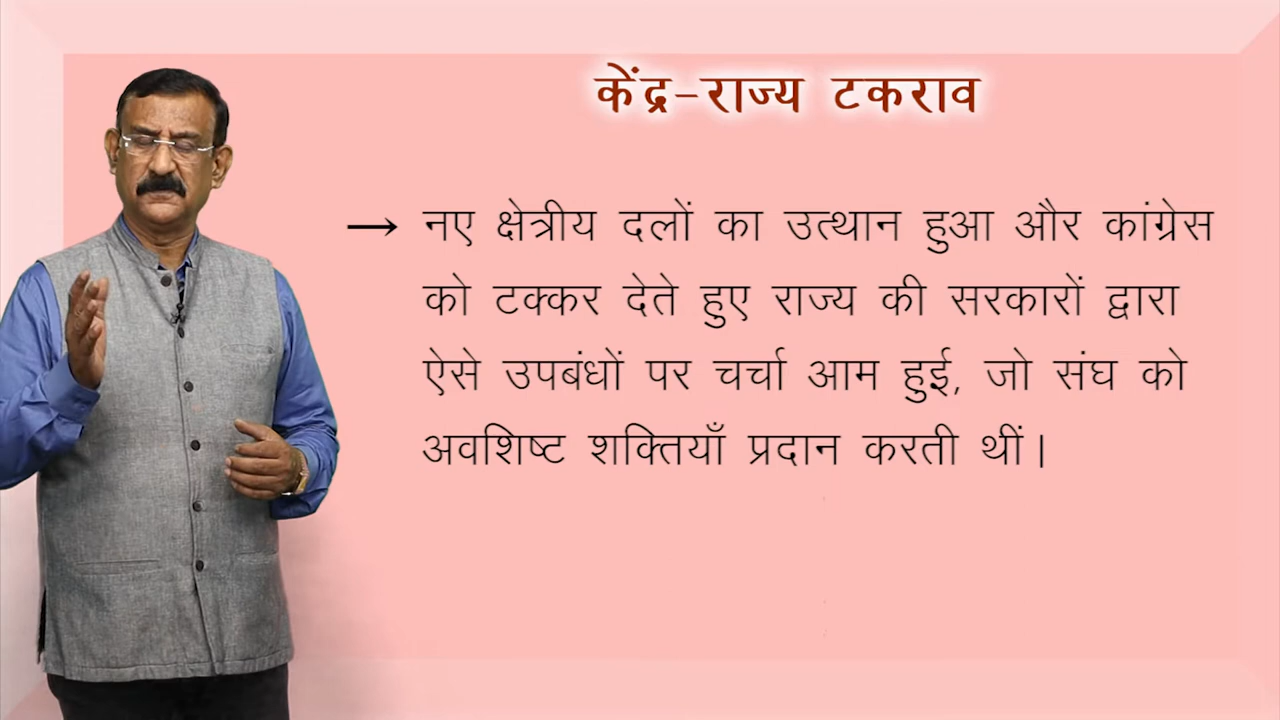 केंद्र-राज्य टकराव
→ नए क्षेत्रीय दलों का उत्थान हुआ और कांग्रेस
को टक्कर देते हुए राज्य की सरकारों द्वारा
ऐसे उपबंधों पर चर्चा आम हुई, जो संघ को
अवशिष्ट शक्तियाँ प्रदान करती थीं।